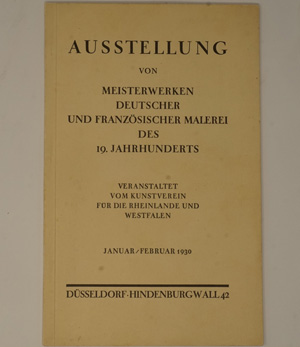 AUSSTELLUNG
VON
MEISTERWERKEN
DEUTSCHER
UND FRANZÖSISCHER MALEREI
DES
19. JAHRHUNDERTS
VERANSTALTET
VOM KUNSTVEREIN
FÜR DIE RHEINLANDE UND
WESTFALEN
JANUAR/FEBRUAR 1930
DÜSSELDORF-HINDENBURGWALL 42